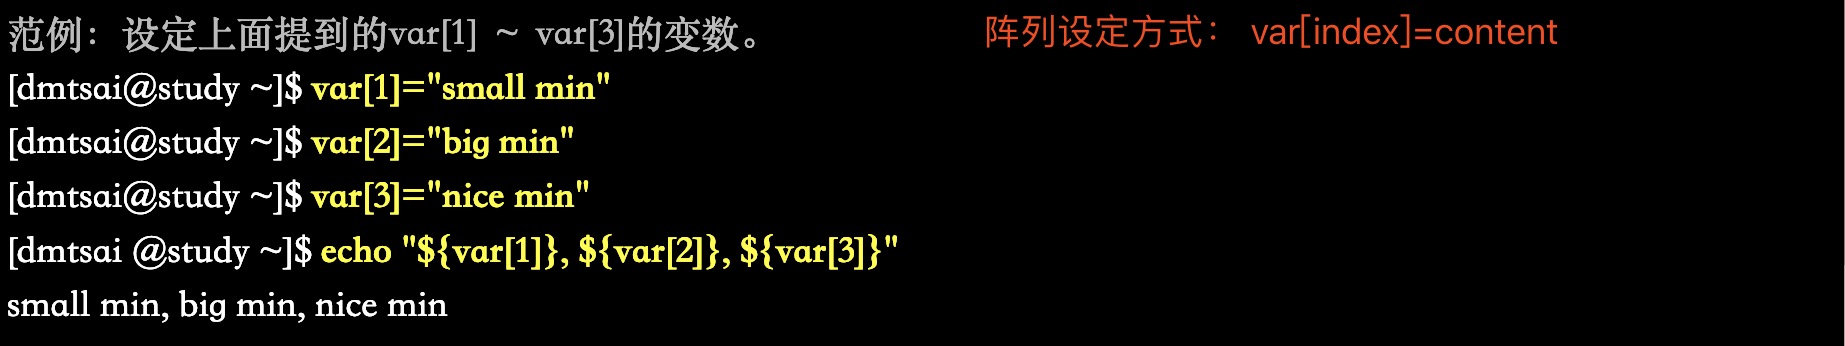 范例：设定上面提到的var[1] ~ var[3]的变数。 阵列设定方式： var[index]=content
[dmtsai@study ~]$ var[1]="small min"
[dmtsai@study ~]$ var[2]="big min"
[dmtsai@study ~]$ var[3]="nice min"
[dmtsai @study ~]$ echo "${var[1]}, ${var[2]}, ${var[3]}"
small min, big min, nice min